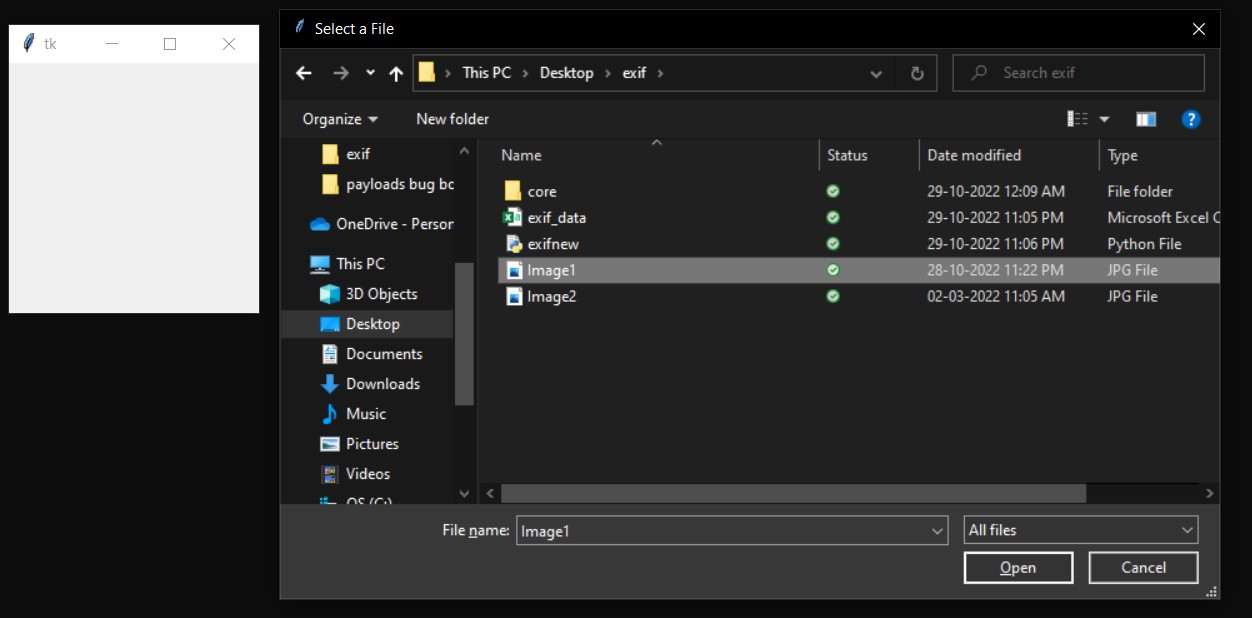 tk
Select a File
This PC > Desktop > exif >
Search exif
Organize
New folder
?
exif
payloads bug bc
OneDrive - Person
This PC
3D Objects
Desktop
Documents
Downloads
Music
Pictures
Videos
OS (C:)
Name Status Date modified Type
core 29-10-2022 12:09 AM File folder
exif_data 29-10-2022 11:05 PM Microsoft Excel C
exifnew 29-10-2022 11:06 PM Python File
Image1 28-10-2022 11:22 PM JPG File
Image2 02-03-2022 11:05 AM JPG File
File name: Image1
All files
Open Cancel